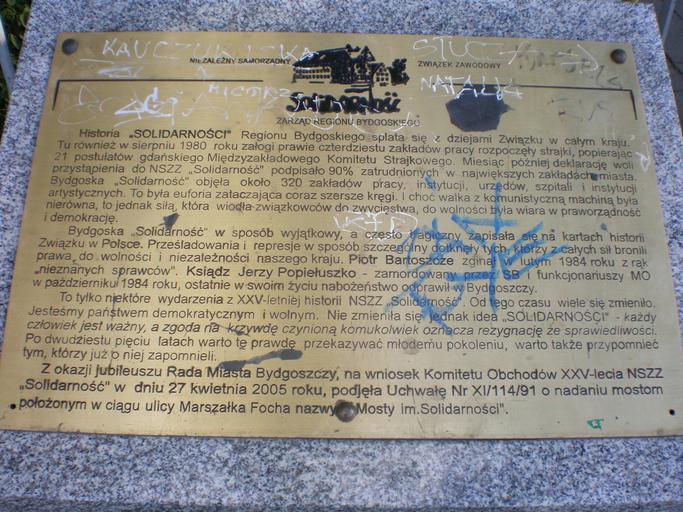 KAUCZUK
NIEZALEŻNY SAMORZĄDNY
ZWIĄZEK ZAWODOWY
NATALIA
SOLIDARNOŚĆ
ZARZĄD REGIONU BYDGOSKIEGO
Historia „SOLIDARNOŚCI” Regionu Bydgoskiego splata się z dziejami Związku w całym kraju.
Tu również w sierpniu 1980 roku załogi prawie czterdziestu zakładów pracy rozpoczęły strajki, popierając
21 postulatów gdańskiego Międzyzakładowego Komitetu Strajkowego. Miesiąc później deklarację woli
przystąpienia do NSZZ „Solidarność” podpisało 90% zatrudnionych w największych zakładach miasta.
Bydgoska „Solidarność” objęła około 320 zakładów pracy, instytucji, urzędów, szpitali i instytucji
artystycznych. To była euforia zataczająca coraz szersze kręgi. I choć walka z komunistyczną machiną była
nierówna, to jednak siłą, która wiodła związkowców do zwycięstwa, do wolności była wiara w praworządność
i demokrację.
Bydgoska „Solidarność” w sposób wyjątkowy, a często tragiczny zapisała się na kartach historii
Związku w Polsce. Prześladowania i represje w sposób szczególny dotknęły tych, którzy z całych sił bronili
prawa do wolności i niezależności naszego kraju. Piotr Bartoszcze zginął w lutym 1984 roku z rąk
„nieznanych sprawców”. Ksiądz Jerzy Popiełuszko - zamordowany przez SB i funkcjonariuszy MO
w październiku 1984 roku, ostatnie w swoim życiu nabożeństwo odprawił w Bydgoszczy.
To tylko niektóre wydarzenia z XXV-letniej historii NSZZ „Solidarność”. Od tego czasu wiele się zmieniło.
Jesteśmy państwem demokratycznym i wolnym. Nie zmieniła się jednak idea „SOLIDARNOŚCI” - każdy
człowiek jest ważny, a zgoda na krzywdę czynioną komukolwiek oznacza rezygnację ze sprawiedliwości.
Po dwudziestu pięciu latach warto tę prawdę przekazywać młodemu pokoleniu, warto także przypomnieć
tym, którzy już o niej zapomnieli.
Z okazji jubileuszu Rada Miasta Bydgoszczy, na wniosek Komitetu Obchodów XXV-lecia NSZZ
„Solidarność” w dniu 27 kwietnia 2005 roku, podjęła Uchwałę Nr XI/114/91 o nadaniu mostom
położonym w ciągu ulicy Marszałka Focha nazwy „Mosty im.Solidarności”.